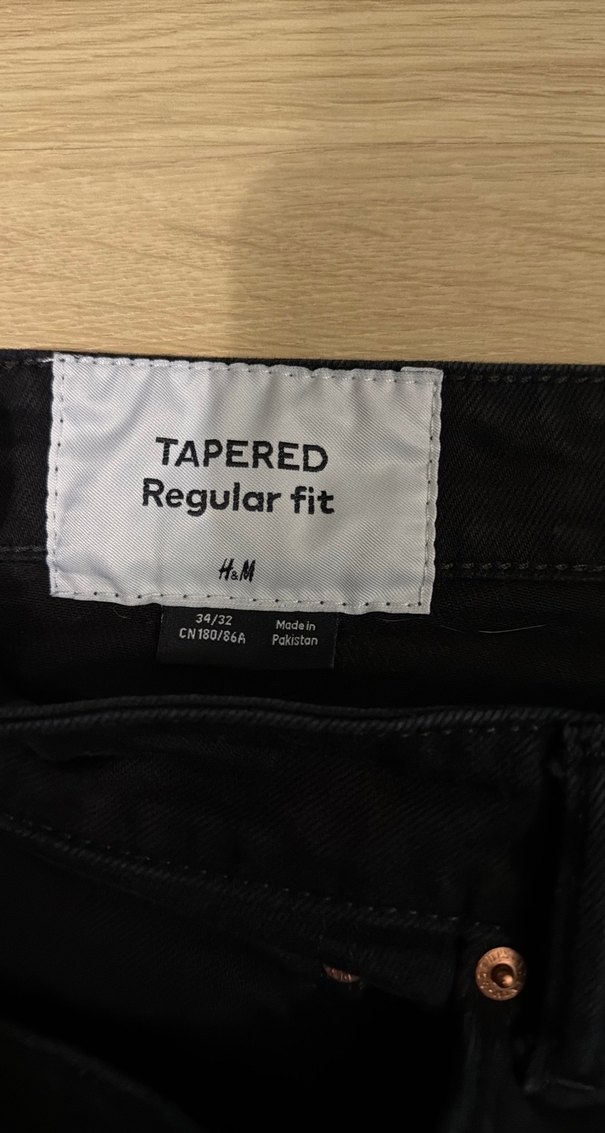 TAPERED
Regular fit
H&M
34/32
CN180/86A
Made in
Pakistan